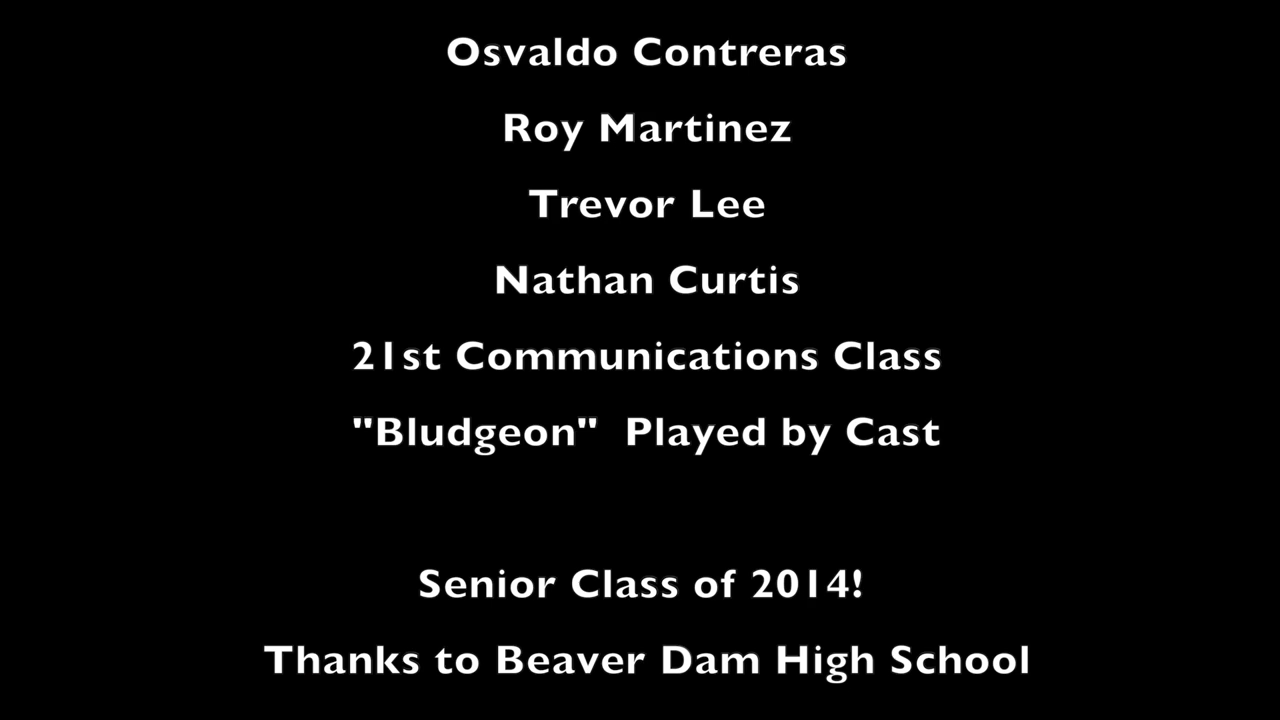 Osvaldo Contreras
Roy Martinez
Trevor Lee
Nathan Curtis
21st Communications Class
"Bludgeon"  Played by Cast
Senior Class of 2014!
Thanks to Beaver Dam High School